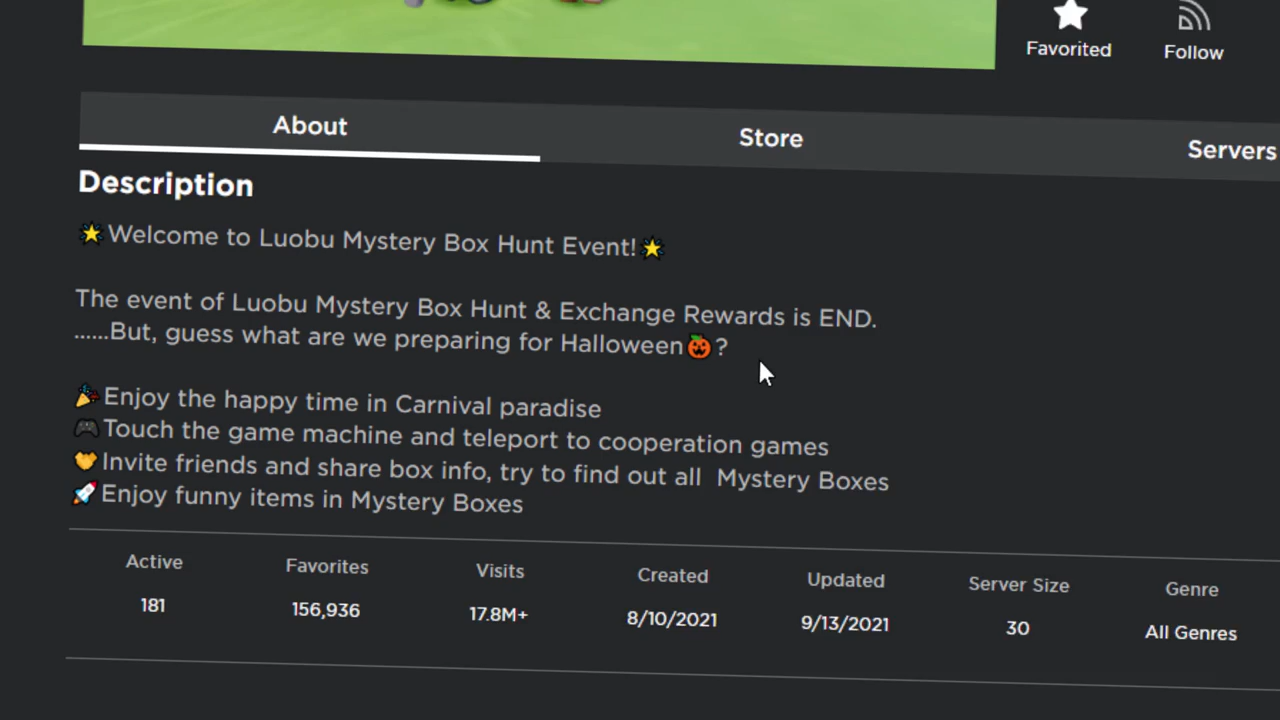 Favorited Follow
About Store Servers
Description
🌟Welcome to Luobu Mystery Box Hunt Event!🌟
The event of Luobu Mystery Box Hunt & Exchange Rewards is END.
......But, guess what are we preparing for Halloween🎃?
🎉Enjoy the happy time in Carnival paradise
🎮Touch the game machine and teleport to cooperation games
🤝Invite friends and share box info, try to find out all Mystery Boxes
🚀Enjoy funny items in Mystery Boxes
Active Favorites Visits Created Updated Server Size Genre
181 156,936 17.8M+ 8/10/2021 9/13/2021 30 All Genres